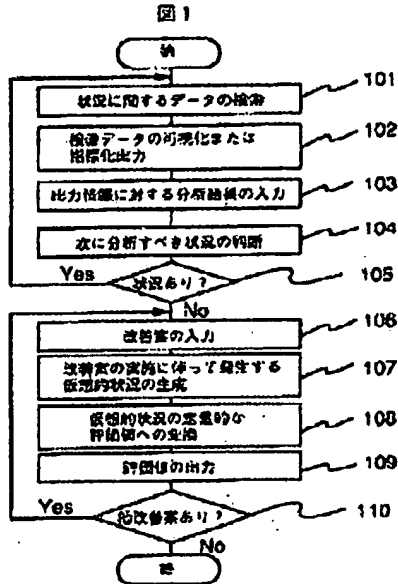 図1
101
状況に関するデータの検索
102
検索データの可視化または
指標化出力
103
出力情報に対する分析結果の入力
104
次に分析すべき状況の判断
Yes
状況あり?
105
No
106
改善案の入力
107
改善案の実施に伴って発生する
仮想的状況の生成
108
仮想的状況の定量的な
評価値への変換
109
評価値の出力
Yes
改善案あり?
110
No